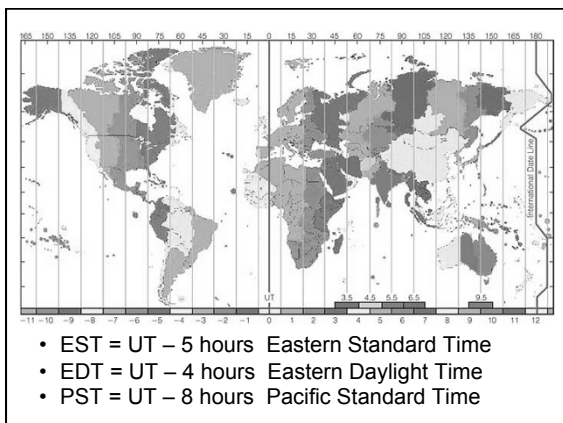 165 150 135 120 105 90 75 60 45 30 15 0 15 30 45 60 75 90 105 120 135 150 165 180
International Date Line
UT
3.5 4.5 5.5 6.5 9.5
–11 –10 –9 –8 –7 –6 –5 –4 –3 –2 –1 0 1 2 3 4 5 6 7 8 9 10 11 12
• EST = UT – 5 hours Eastern Standard Time
• EDT = UT – 4 hours Eastern Daylight Time
• PST = UT – 8 hours Pacific Standard Time